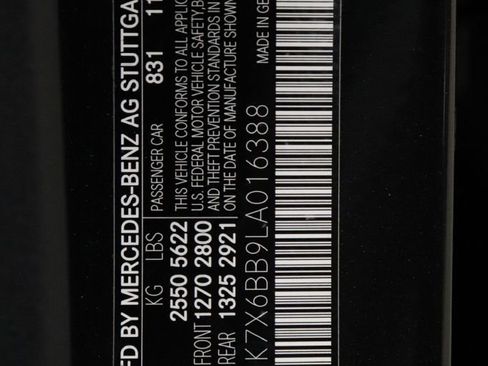 FD BY MERCEDES-BENZ AG STUTTGA
KG LBS PASSENGER CAR 831 11
2550 5622 THIS VEHICLE CONFORMS TO ALL APPLIC
FRONT 1270 2800 U.S. FEDERAL MOTOR VEHICLE SAFETY, B
REAR 1325 2921 AND THEFT PREVENTION STANDARDS IN
ON THE DATE OF MANUFACTURE SHOWN
MADE IN GE
K7X6BB9LA016388